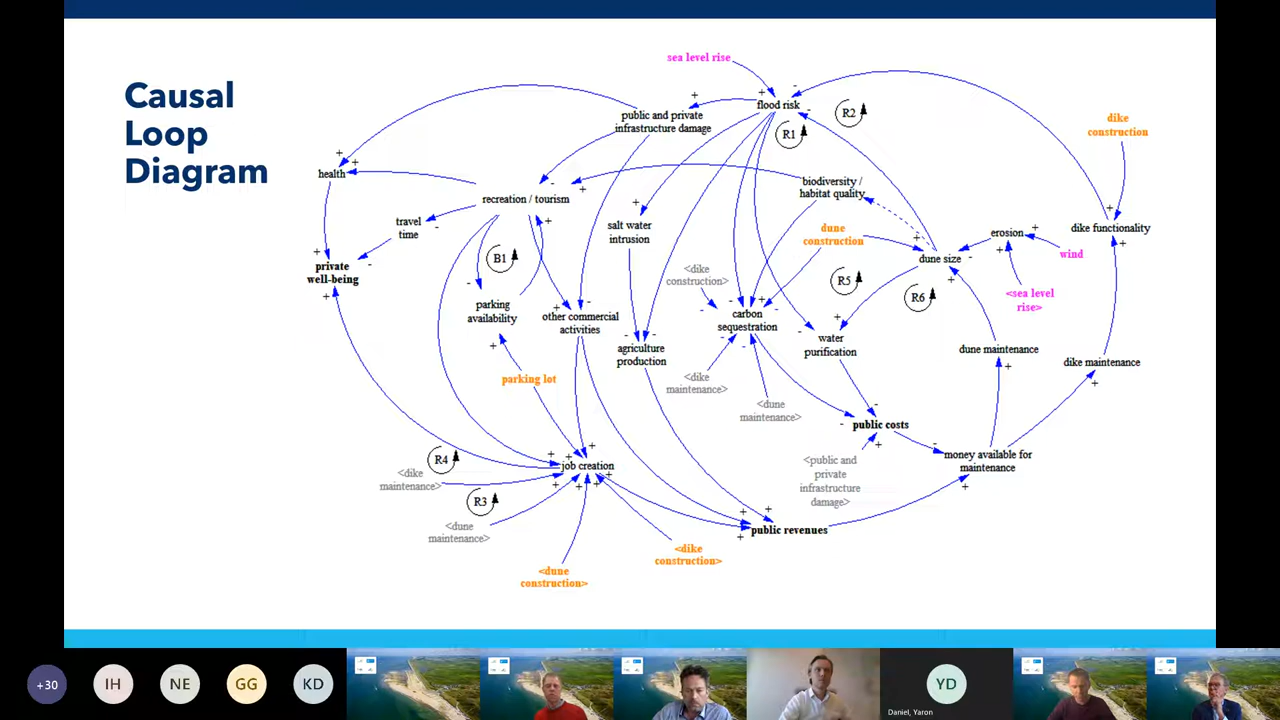 Causal
Loop
Diagram
sea level rise
flood risk
public and private
infrastructure damage
R1
R2
dike
construction
health
recreation / tourism
biodiversity /
habitat quality
travel
time
salt water
intrusion
dune
construction
erosion
dike functionality
wind
dune size
private
well-being
B1
<dike
construction>
R5
R6
<sea level
rise>
parking
availability
other commercial
activities
carbon
sequestration
water
purification
agriculture
production
dune maintenance
dike maintenance
parking lot
<dike
maintenance>
<dune
maintenance>
public costs
R4
job creation
<dike
maintenance>
<public and
private
infrastructure
damage>
money available for
maintenance
R3
<dune
maintenance>
public revenues
<dike
construction>
<dune
construction>
+30
IH
NE
GG
KD
YD
Daniel, Yaron